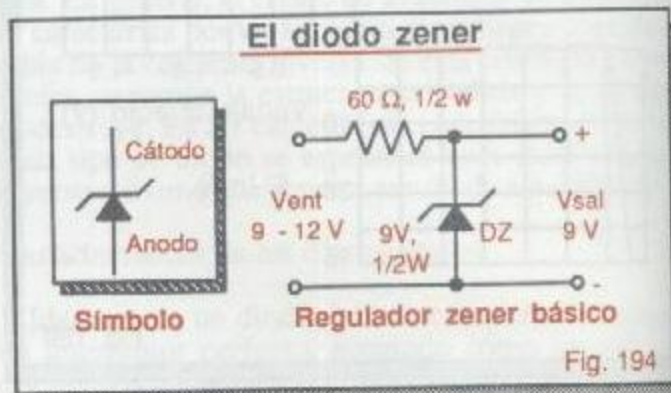 El diodo zener
Cátodo
Anodo
Símbolo
60 Ω, 1/2 w
+
Vent
9 - 12 V
9V,
1/2W
DZ
Vsal
9 V
-
Regulador zener básico
Fig. 194